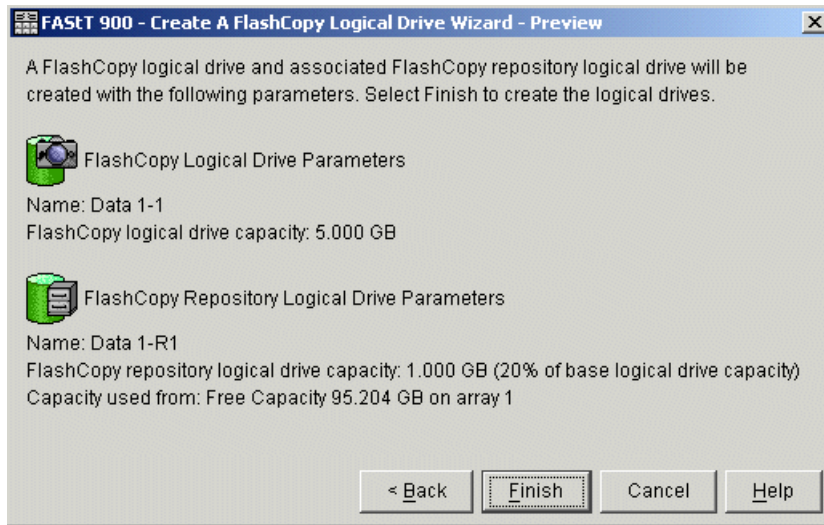 FAStT 900 - Create A FlashCopy Logical Drive Wizard - Preview
A FlashCopy logical drive and associated FlashCopy repository logical drive will be
created with the following parameters. Select Finish to create the logical drives.
FlashCopy Logical Drive Parameters
Name: Data 1-1
FlashCopy logical drive capacity: 5.000 GB
FlashCopy Repository Logical Drive Parameters
Name: Data 1-R1
FlashCopy repository logical drive capacity: 1.000 GB (20% of base logical drive capacity)
Capacity used from: Free Capacity 95.204 GB on array 1
< Back Finish Cancel Help